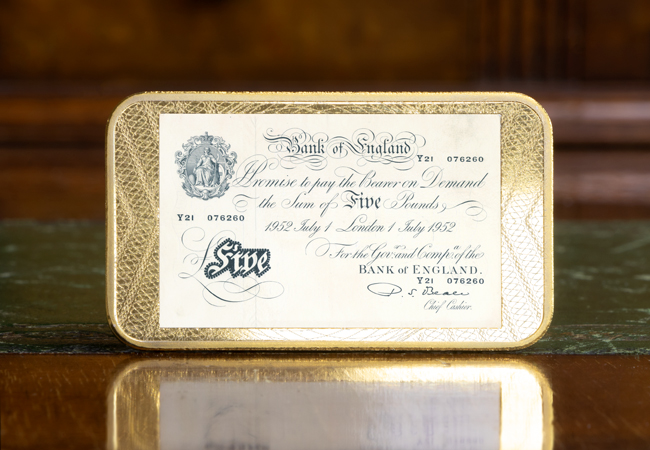 Bank of England
Y21 076260
I Promise to pay the Bearer on Demand
the Sum of Five Pounds
Y21 076260
1952 July 1 London 1 July 1952
For the Govr. and Compa. of the
BANK OF ENGLAND.
£Five
Y21 076260
P. S. Beale
Chief Cashier.